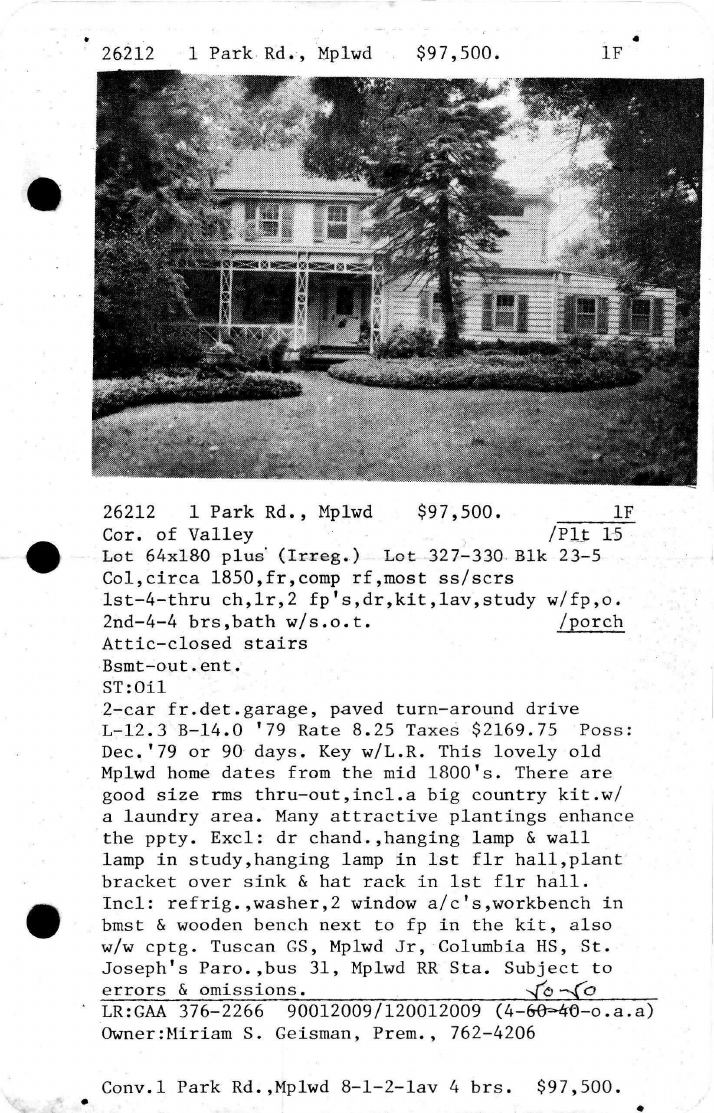 26212 1 Park Rd., Mplwd $97,500. 1F
26212 1 Park Rd., Mplwd $97,500. 1F
Cor. of Valley /Plt 15
Lot 64x180 plus (Irreg.) Lot 327-330 Blk 23-5
Col,circa 1850,fr,comp rf,most ss/scrs
1st-4-thru ch,lr,2 fp's,dr,kit,lav,study w/fp,o.
2nd-4-4 brs,bath w/s.o.t. /porch
Attic-closed stairs
Bsmt-out.ent.
ST:Oil
2-car fr.det.garage, paved turn-around drive
L-12.3 B-14.0 '79 Rate 8.25 Taxes $2169.75 Poss:
Dec.'79 or 90 days. Key w/L.R. This lovely old
Mplwd home dates from the mid 1800's. There are
good size rms thru-out,incl.a big country kit.w/
a laundry area. Many attractive plantings enhance
the ppty. Excl: dr chand.,hanging lamp & wall
lamp in study,hanging lamp in 1st flr hall,plant
bracket over sink & hat rack in 1st flr hall.
Incl: refrig.,washer,2 window a/c's,workbench in
bmst & wooden bench next to fp in the kit, also
w/w cptg. Tuscan GS, Mplwd Jr, Columbia HS, St.
Joseph's Paro.,bus 31, Mplwd RR Sta. Subject to
errors & omissions. 50-50
LR:GAA 376-2266 90012009/120012009 (4-60-40-o.a.a)
Owner:Miriam S. Geisman, Prem., 762-4206
Conv.1 Park Rd.,Mplwd 8-1-2-lav 4 brs. $97,500.